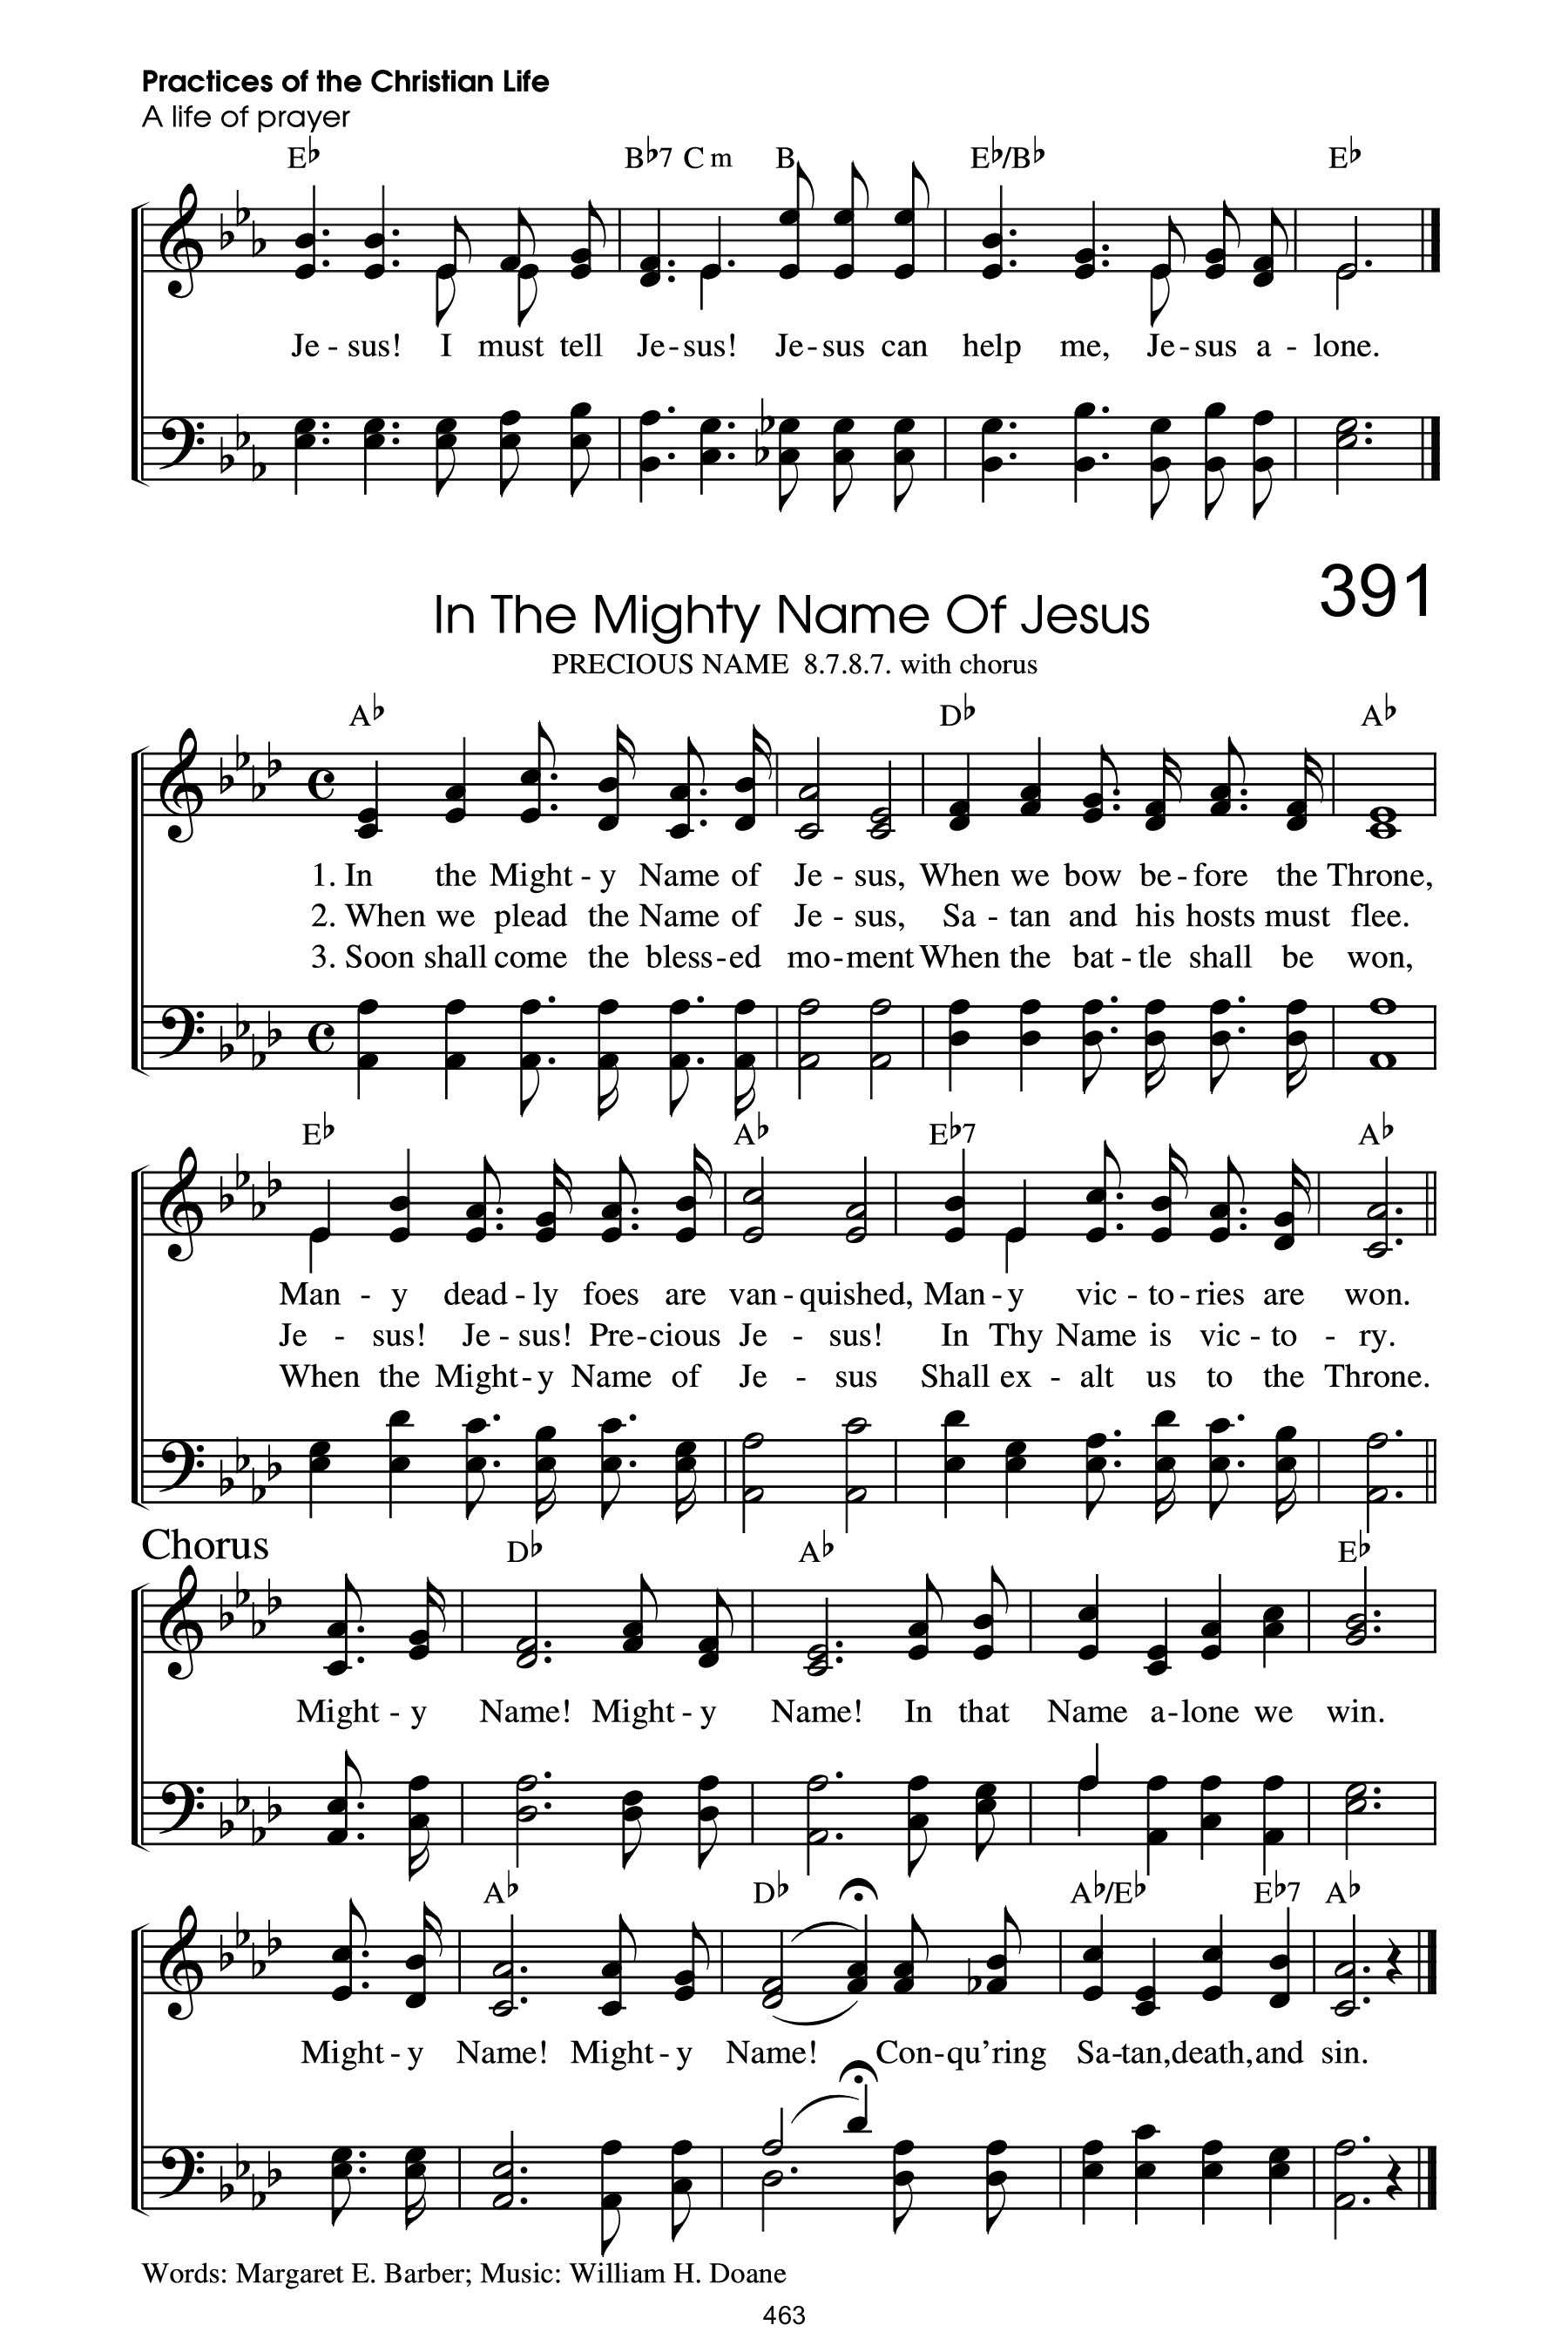 Practices of the Christian Life
A life of prayer
E♭ B♭7 C m B E♭/B♭ E♭
Je - sus! I must tell Je - sus! Je - sus can help me, Je - sus a - lone.
391
In The Mighty Name Of Jesus
PRECIOUS NAME 8.7.8.7. with chorus
A♭ D♭ A♭
1. In the Might - y Name of Je - sus, When we bow be - fore the Throne,
2. When we plead the Name of Je - sus, Sa - tan and his hosts must flee.
3. Soon shall come the bless - ed mo - ment When the bat - tle shall be won,
E♭ A♭ E♭7 A♭
Man - y dead - ly foes are van - quished, Man - y vic - to - ries are won.
Je - sus! Je - sus! Pre - cious Je - sus! In Thy Name is vic - to - ry.
When the Might - y Name of Je - sus Shall ex - alt us to the Throne.
Chorus
D♭ A♭ E♭
Might - y Name! Might - y Name! In that Name a - lone we win.
A♭ D♭ A♭/E♭ E♭7 A♭
Might - y Name! Might - y Name! Con - qu'ring Sa - tan, death, and sin.
Words: Margaret E. Barber; Music: William H. Doane
463